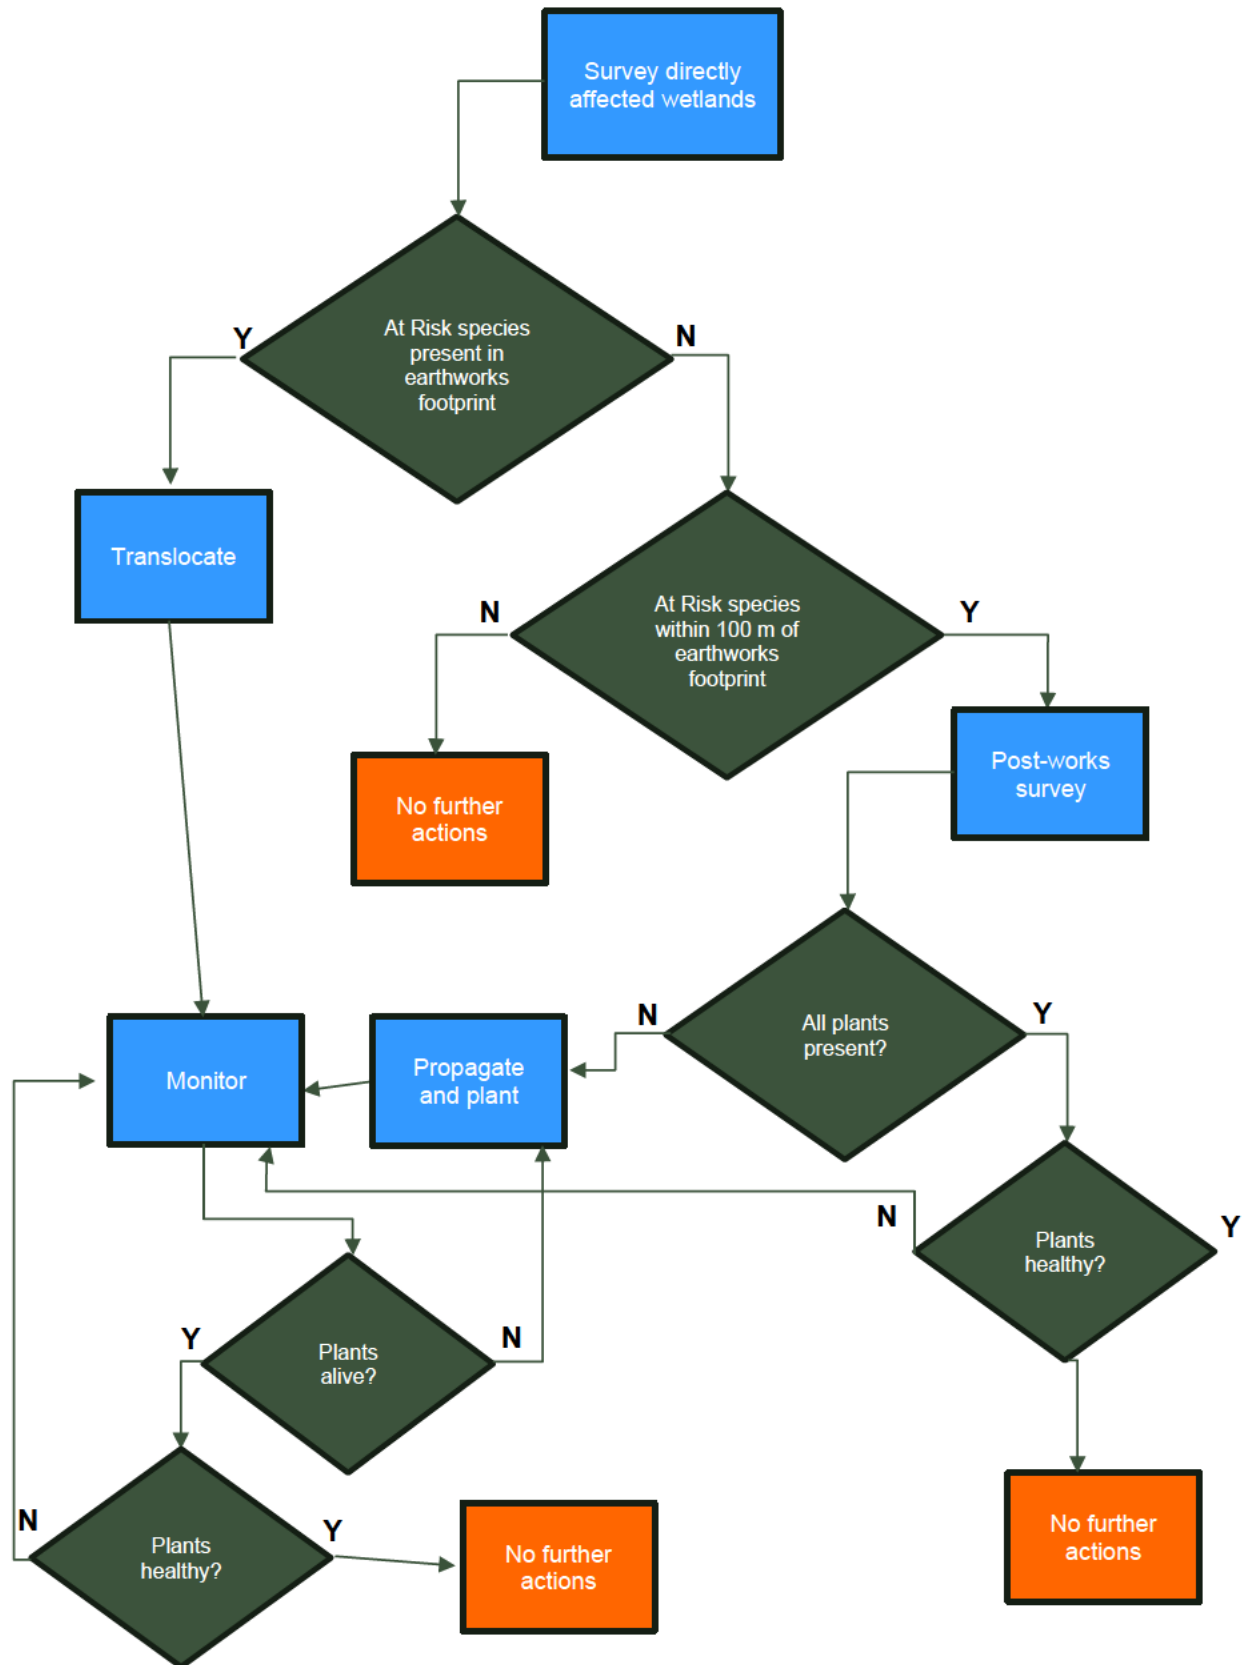 Survey directly
affected wetlands
At Risk species
present in
earthworks
footprint
Y
N
Translocate
At Risk species
within 100 m of
earthworks
footprint
N
Y
No further
actions
Post-works
survey
All plants
present?
N
Y
Monitor
Propagate
and plant
Plants
healthy?
N
Y
Plants
alive?
Y
N
Plants
healthy?
N
Y
No further
actions
No further
actions